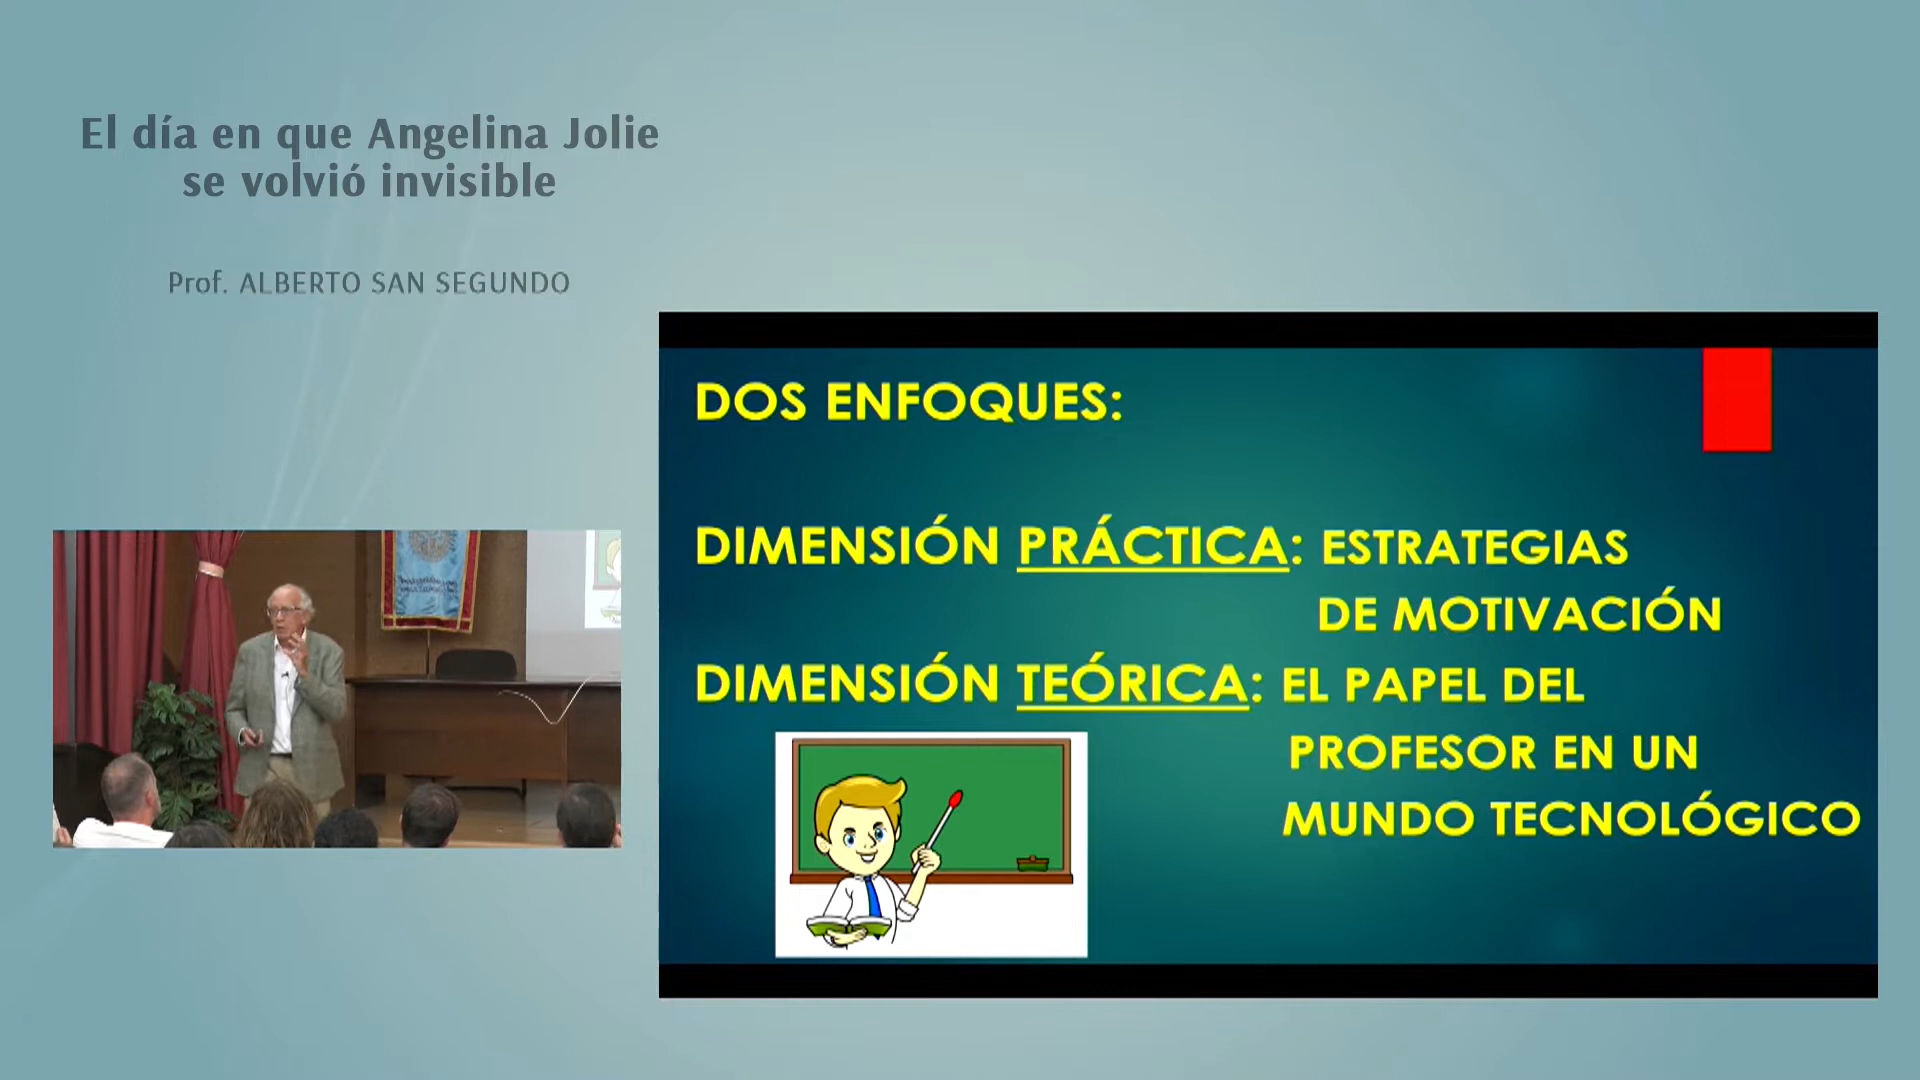 El día en que Angelina Jolie
se volvió invisible
Prof. ALBERTO SAN SEGUNDO
DOS ENFOQUES:
DIMENSIÓN PRÁCTICA: ESTRATEGIAS
DE MOTIVACIÓN
DIMENSIÓN TEÓRICA: EL PAPEL DEL
PROFESOR EN UN
MUNDO TECNOLÓGICO